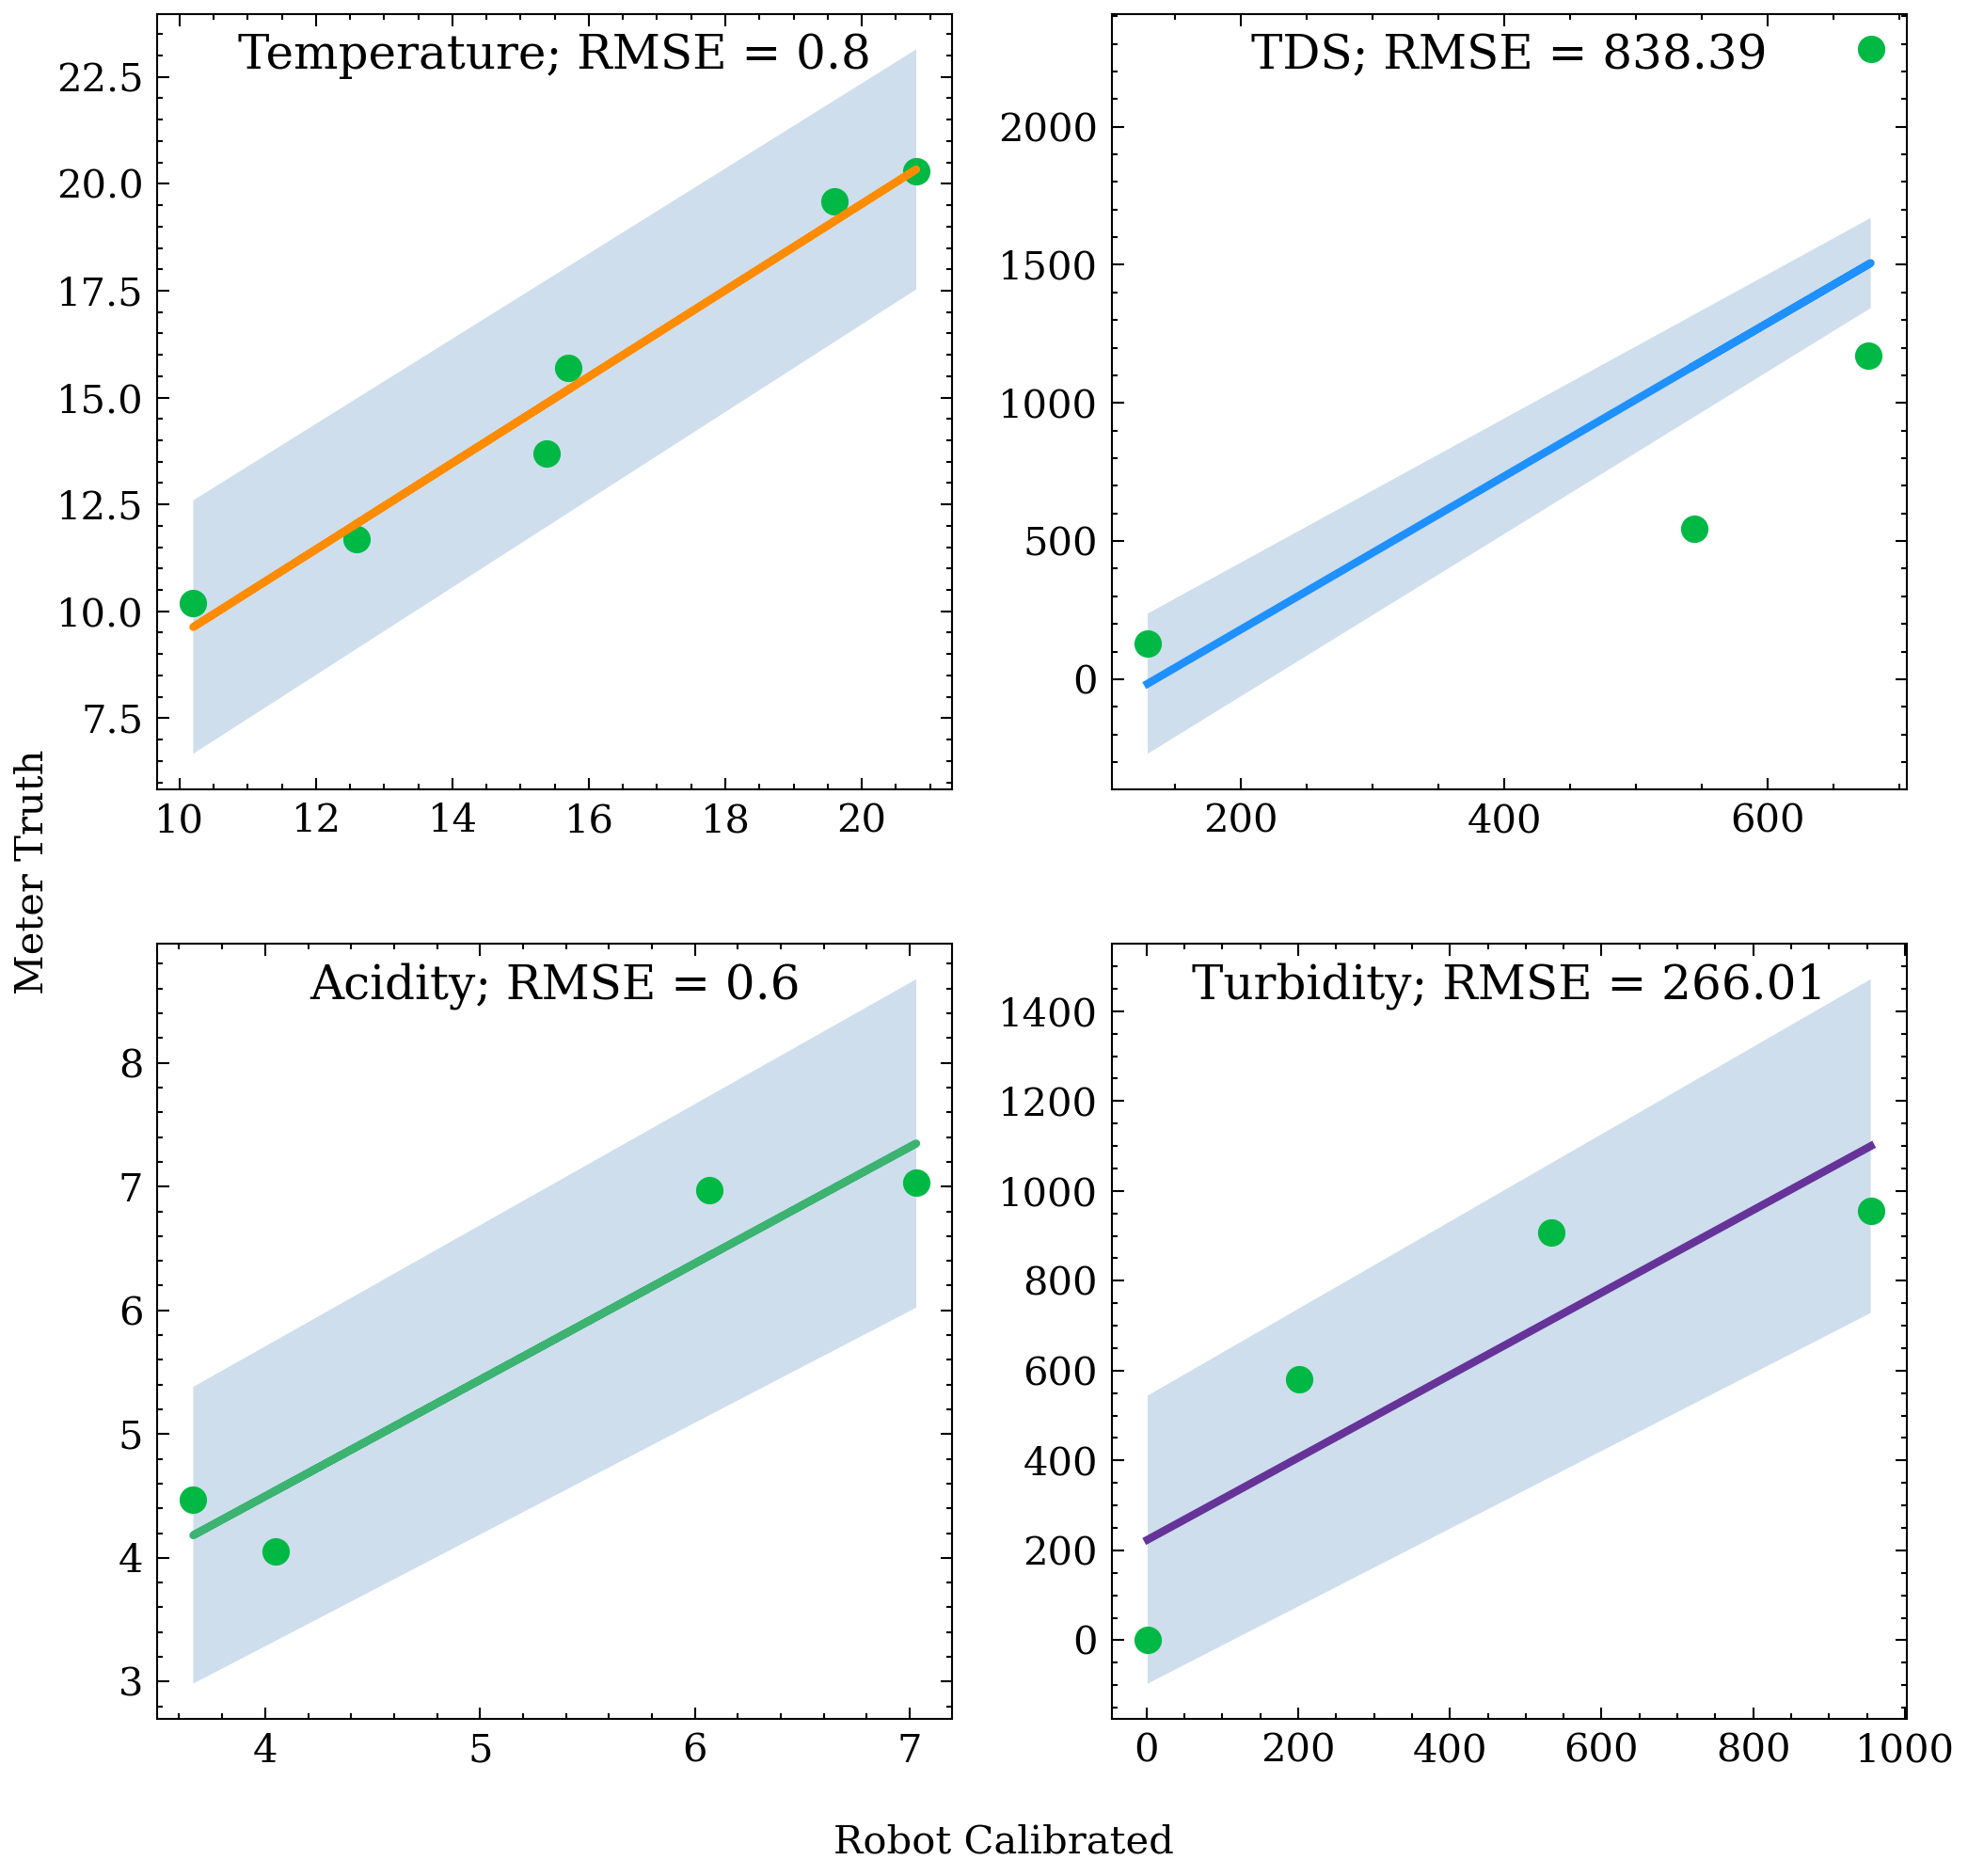 Temperature; RMSE = 0.8
22.5
20.0
17.5
15.0
12.5
10.0
7.5
10 12 14 16 18 20
TDS; RMSE = 838.39
2000
1500
1000
500
0
200 400 600
Meter Truth
Acidity; RMSE = 0.6
8
7
6
5
4
3
4 5 6 7
Turbidity; RMSE = 266.01
1400
1200
1000
800
600
400
200
0
0 200 400 600 800 1000
Robot Calibrated